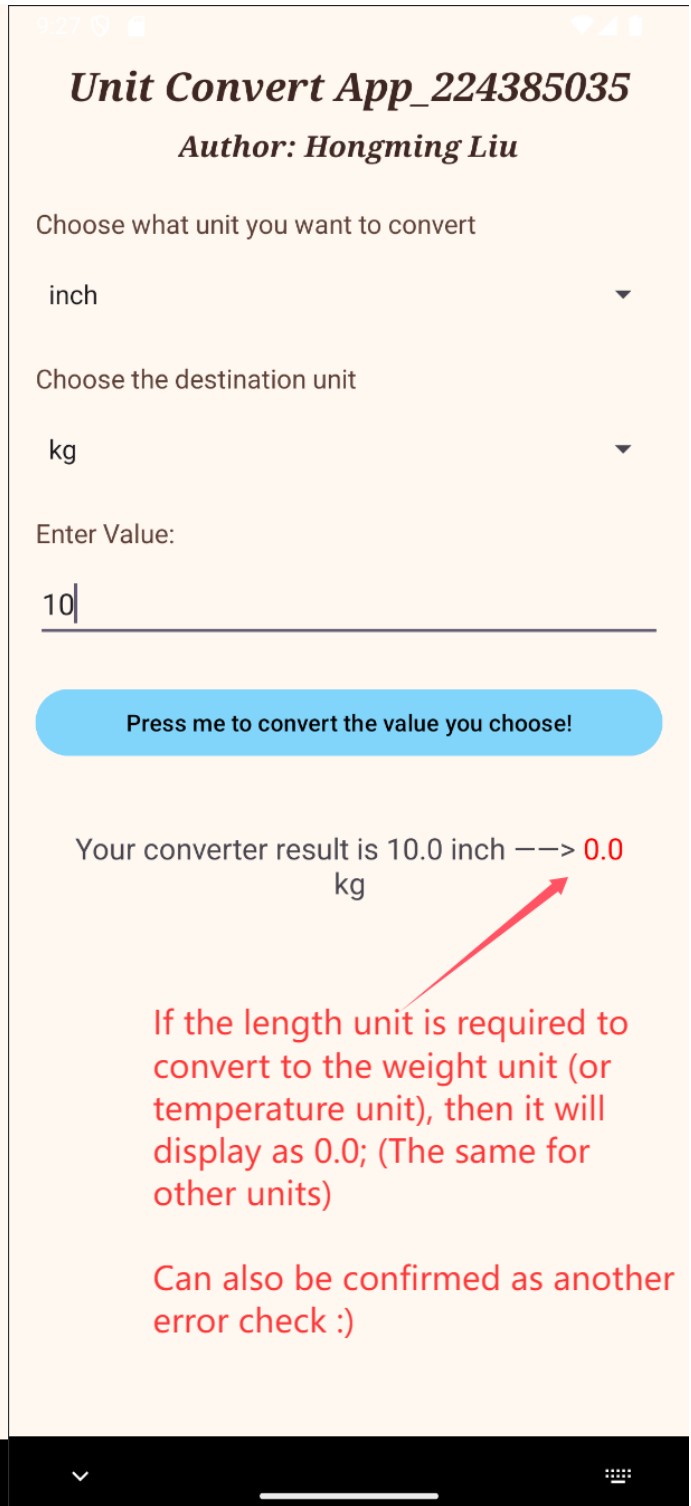 9:27
Unit Convert App_224385035
Author: Hongming Liu
Choose what unit you want to convert
inch
Choose the destination unit
kg
Enter Value:
10
Press me to convert the value you choose!
Your converter result is 10.0 inch ——> 0.0
kg
If the length unit is required to
convert to the weight unit (or
temperature unit), then it will
display as 0.0; (The same for
other units)
Can also be confirmed as another
error check :)